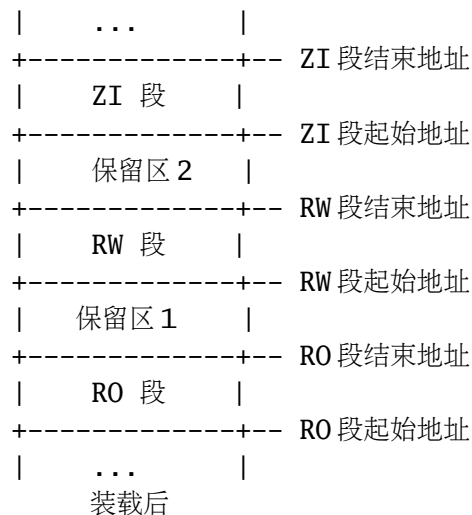 |    ...    |
+-------------+-- ZI 段结束地址
|    ZI 段    |
+-------------+-- ZI 段起始地址
|    保留区 2    |
+-------------+-- RW 段结束地址
|    RW 段    |
+-------------+-- RW 段起始地址
|    保留区 1    |
+-------------+-- RO 段结束地址
|    RO 段    |
+-------------+-- RO 段起始地址
|    ...    |
装载后